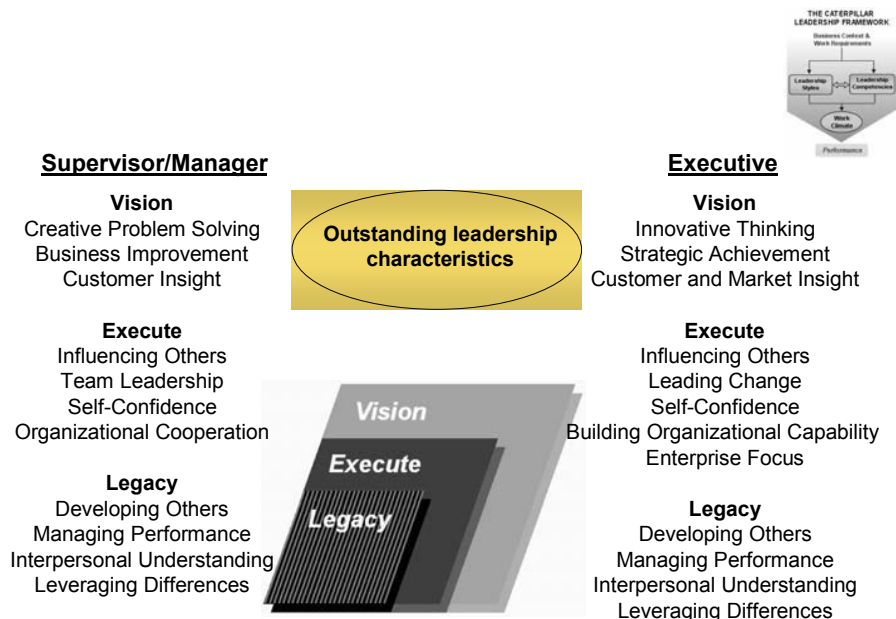 THE CATERPILLAR
LEADERSHIP FRAMEWORK
Business Context &
Work Requirements
Leadership
Styles
Leadership
Competencies
Work
Climate
Performance
Supervisor/Manager
Vision
Creative Problem Solving
Business Improvement
Customer Insight
Execute
Influencing Others
Team Leadership
Self-Confidence
Organizational Cooperation
Legacy
Developing Others
Managing Performance
Interpersonal Understanding
Leveraging Differences
Outstanding leadership
characteristics
Vision
Execute
Legacy
Executive
Vision
Innovative Thinking
Strategic Achievement
Customer and Market Insight
Execute
Influencing Others
Leading Change
Self-Confidence
Building Organizational Capability
Enterprise Focus
Legacy
Developing Others
Managing Performance
Interpersonal Understanding
Leveraging Differences